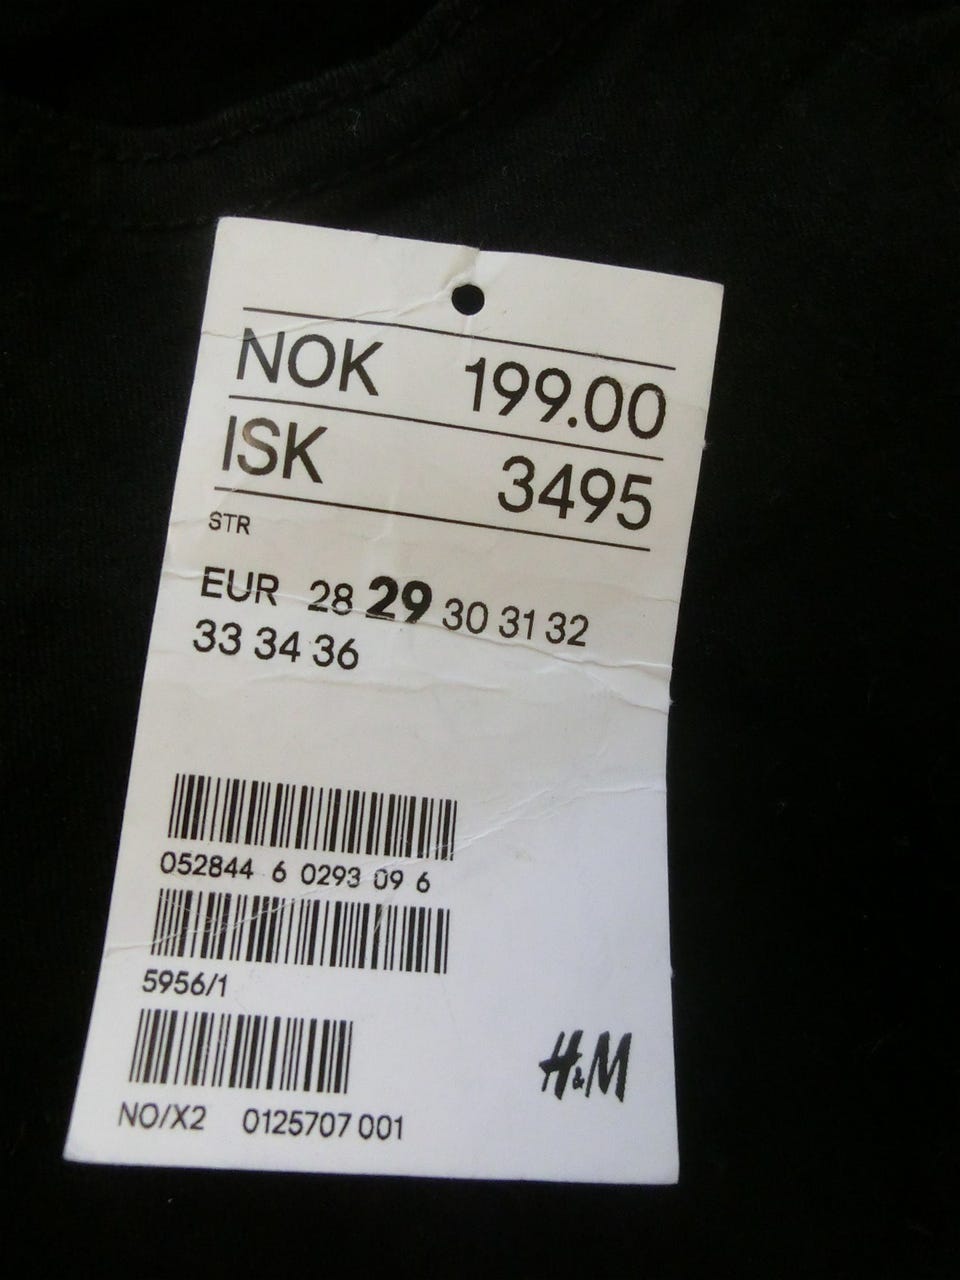 NOK 199.00
ISK 3495
STR
EUR 28 29 30 31 32
33 34 36
052844 6 0293 09 6
5956/1
H&M
NO/X2 0125707 001